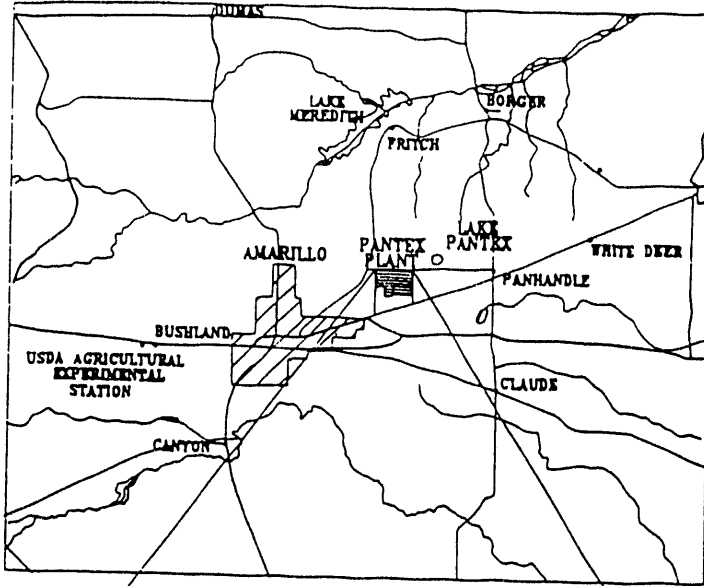 DUMAS
LAKE
MEREDITH
BORGER
FRITCH
LAKE
PANTEX
PANTEX
PLANT
AMARILLO
WHITE DEER
PANHANDLE
BUSHLAND
USDA AGRICULTURAL
EXPERIMENTAL
STATION
CLAUDE
CANYON